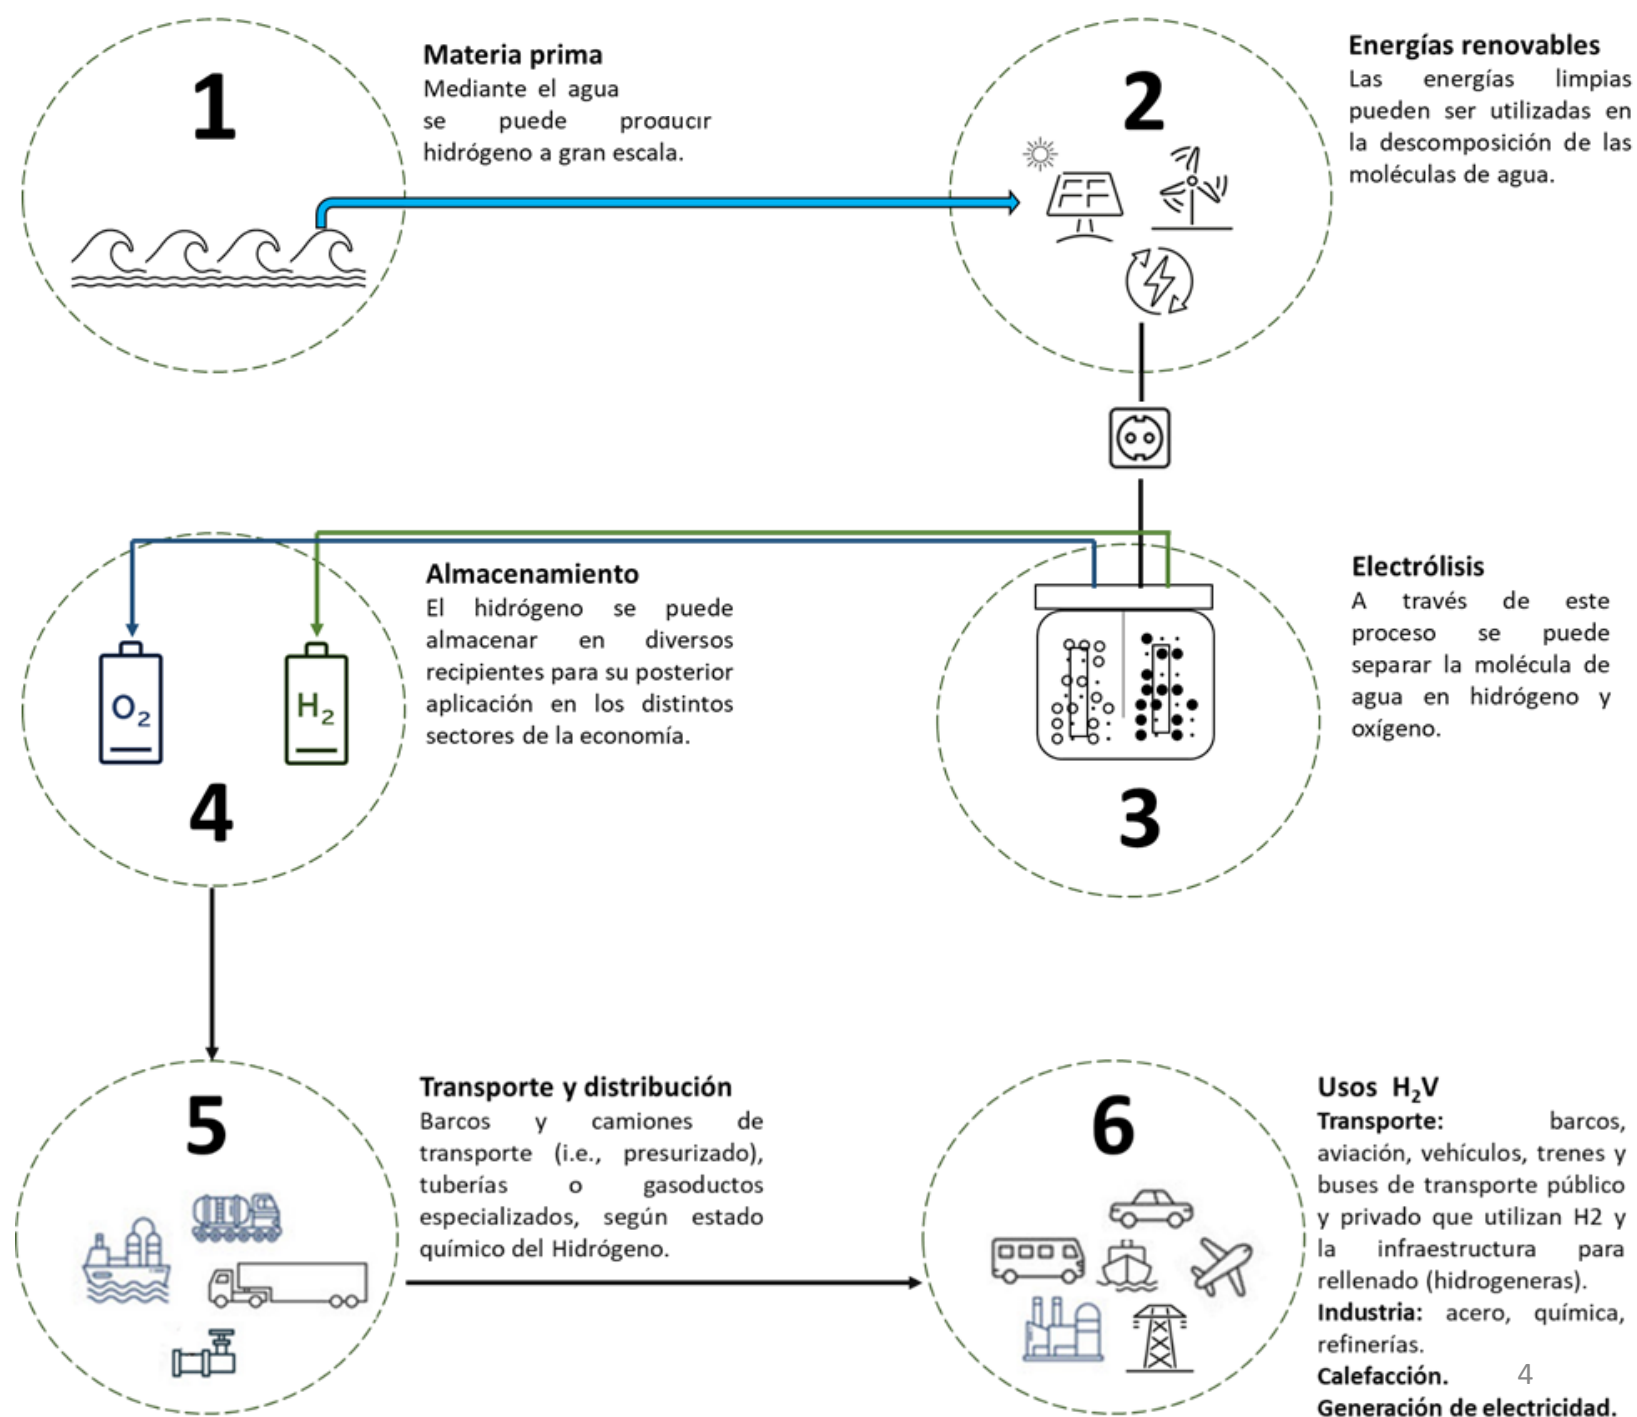 1
Materia prima
Mediante el agua
se puede producir
hidrógeno a gran escala.
2
Energías renovables
Las energías limpias
pueden ser utilizadas en
la descomposición de las
moléculas de agua.
Electrólisis
A través de este
proceso se puede
separar la molécula de
agua en hidrógeno y
oxígeno.
3
Almacenamiento
El hidrógeno se puede
almacenar en diversos
recipientes para su posterior
aplicación en los distintos
sectores de la economía.
O₂
H₂
4
5
Transporte y distribución
Barcos y camiones de
transporte (i.e., presurizado),
tuberías o gasoductos
especializados, según estado
químico del Hidrógeno.
6
Usos H₂V
Transporte: barcos,
aviación, vehículos, trenes y
buses de transporte público
y privado que utilizan H2 y
la infraestructura para
rellenado (hidrogeneras).
Industria: acero, química,
refinerías.
Calefacción.
4
Generación de electricidad.